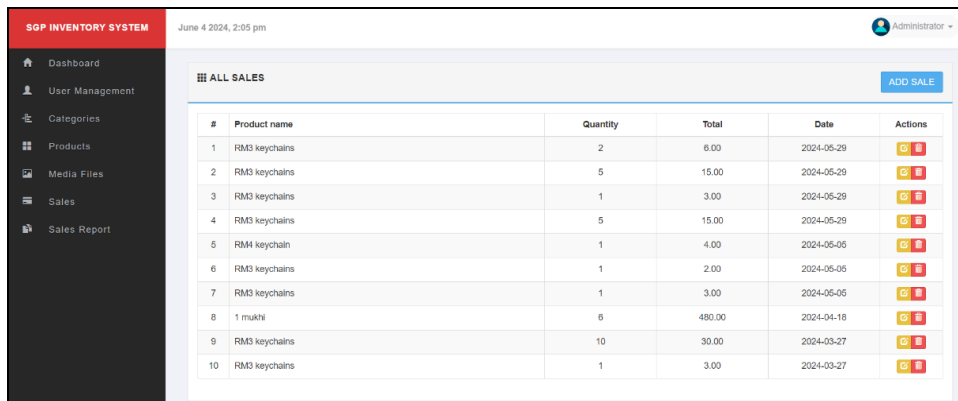 SGP INVENTORY SYSTEM
June 4 2024, 2:05 pm
Administrator
Dashboard
User Management
Categories
Products
Media Files
Sales
Sales Report
ALL SALES
ADD SALE
# Product name Quantity Total Date Actions
1 RM3 keychains 2 6.00 2024-05-29
2 RM3 keychains 5 15.00 2024-05-29
3 RM3 keychains 1 3.00 2024-05-29
4 RM3 keychains 5 15.00 2024-05-29
5 RM4 keychain 1 4.00 2024-05-05
6 RM3 keychains 1 2.00 2024-05-05
7 RM3 keychains 1 3.00 2024-05-05
8 1 mukhi 6 480.00 2024-04-18
9 RM3 keychains 10 30.00 2024-03-27
10 RM3 keychains 1 3.00 2024-03-27